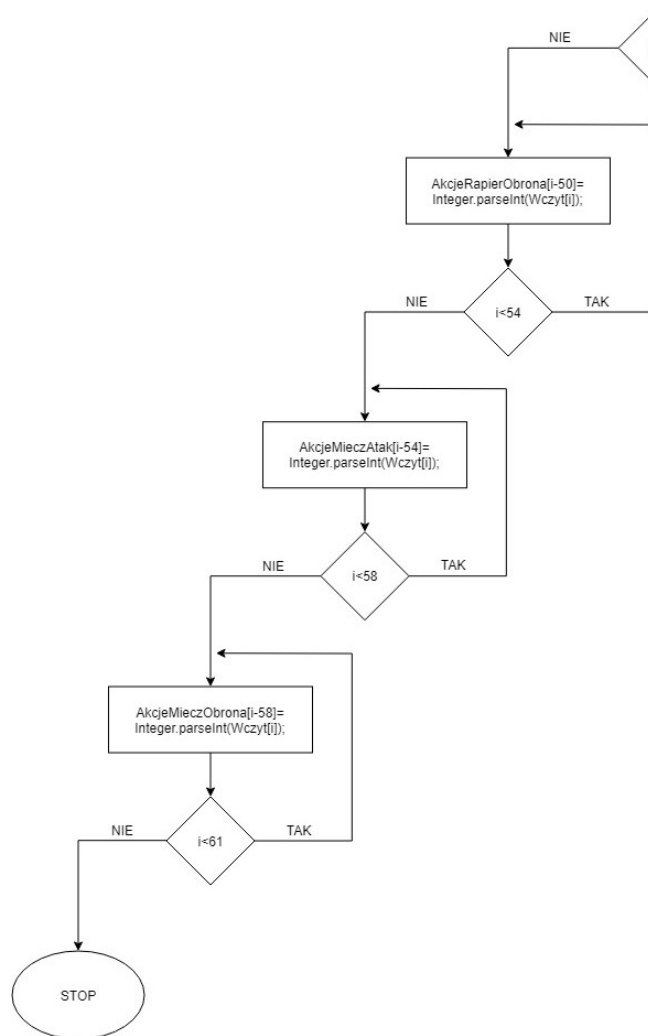 NIE
AkcjeRapierObrona[i-50]=
Integer.parseInt(Wczyt[i]);
NIE
i<54
TAK
AkcjeMieczAtak[i-54]=
Integer.parseInt(Wczyt[i]);
NIE
i<58
TAK
AkcjeMieczObrona[i-58]=
Integer.parseInt(Wczyt[i]);
NIE
i<61
TAK
STOP